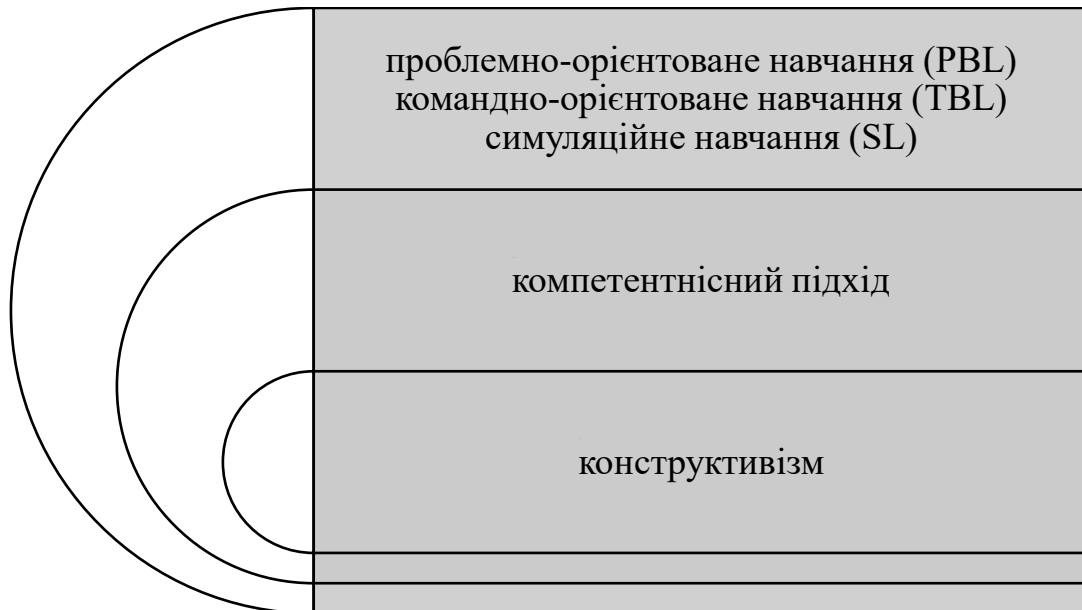 проблемно-орієнтоване навчання (PBL)
командно-орієнтоване навчання (TBL)
симуляційне навчання (SL)
компетентнісний підхід
конструктивізм